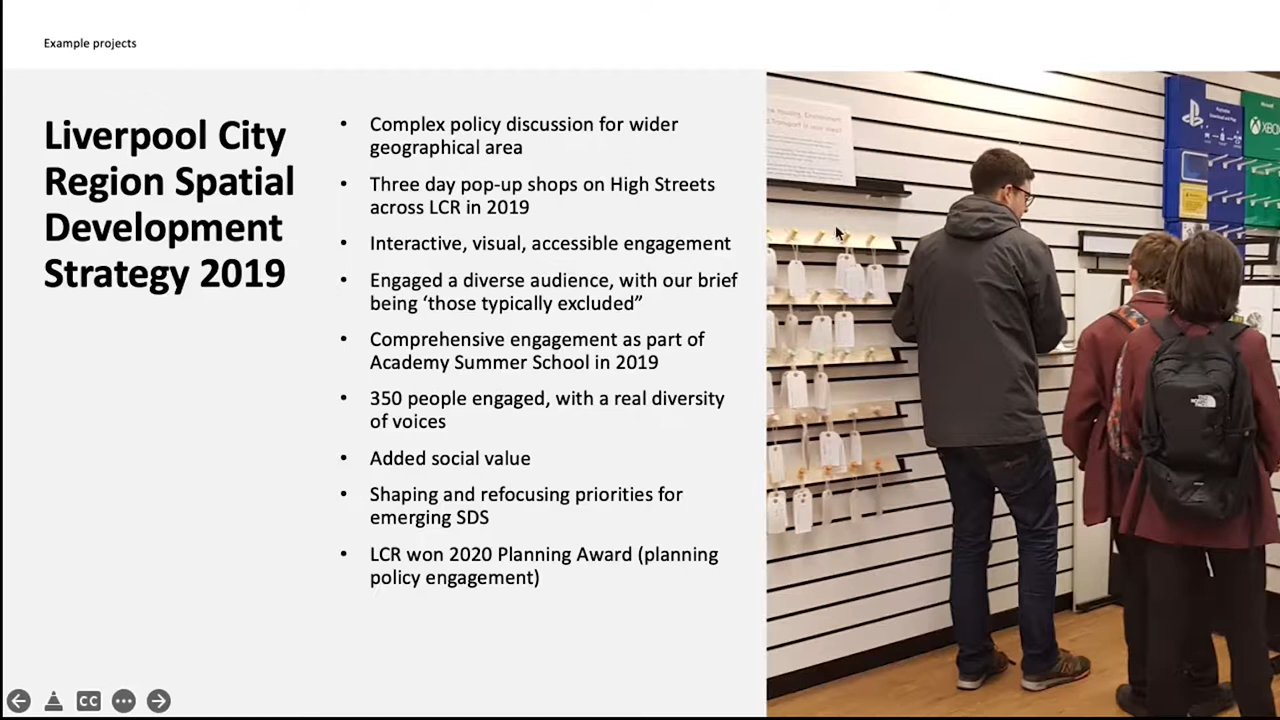 Example projects
Liverpool City
Region Spatial
Development
Strategy 2019
• Complex policy discussion for wider
geographical area
• Three day pop-up shops on High Streets
across LCR in 2019
• Interactive, visual, accessible engagement
• Engaged a diverse audience, with our brief
being ‘those typically excluded”
• Comprehensive engagement as part of
Academy Summer School in 2019
• 350 people engaged, with a real diversity
of voices
• Added social value
• Shaping and refocusing priorities for
emerging SDS
• LCR won 2020 Planning Award (planning
policy engagement)
XBOX
CC